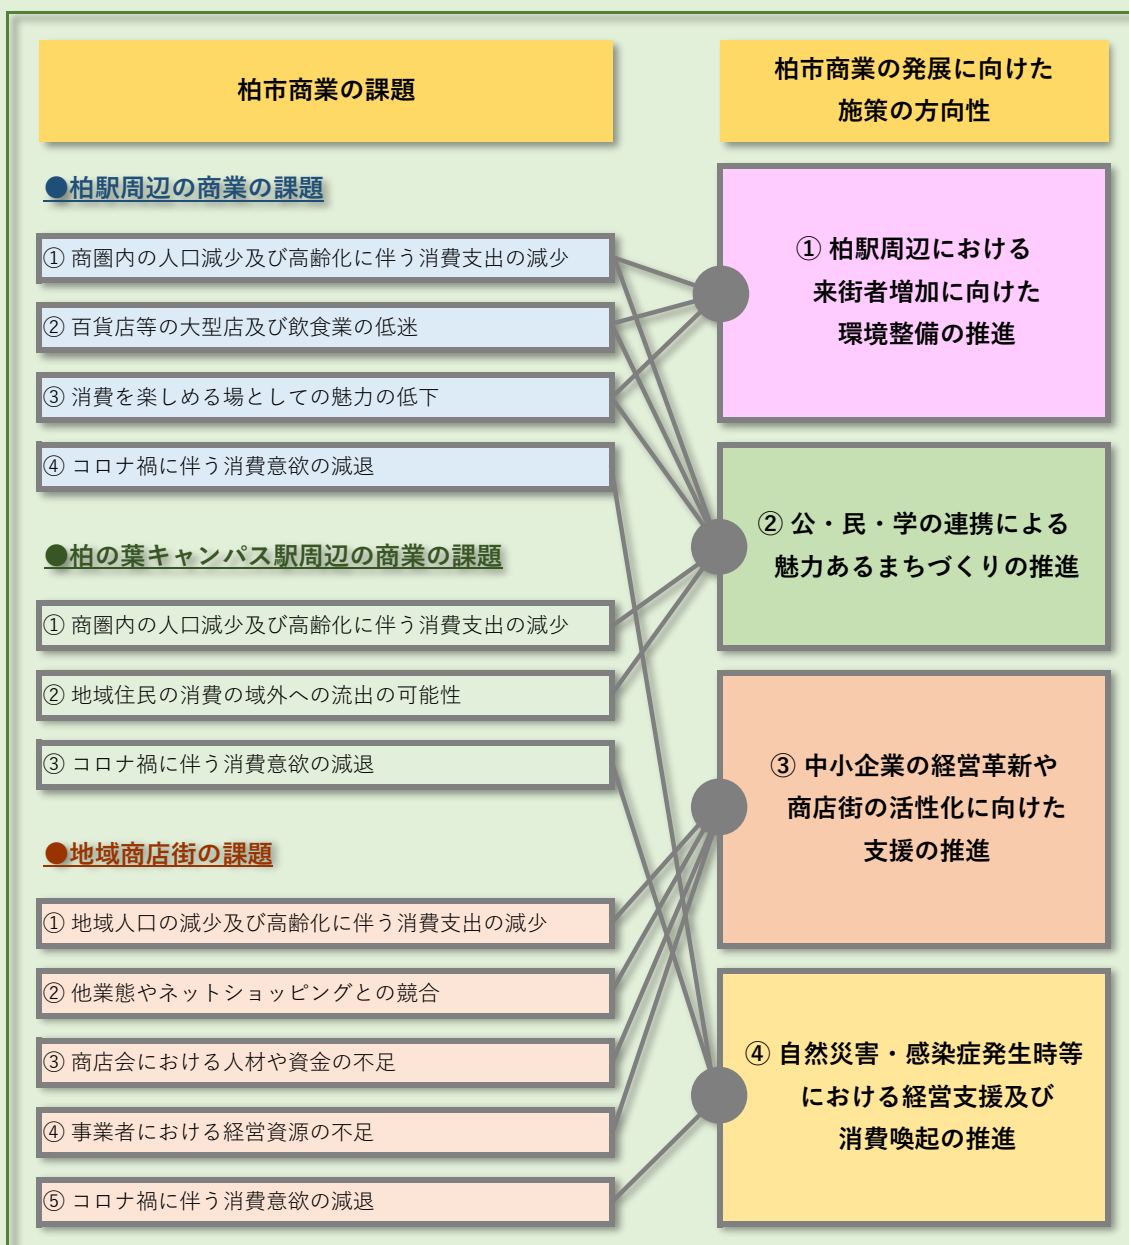 柏市商業の課題
●柏駅周辺の商業の課題
① 商圏内の人口減少及び高齢化に伴う消費支出の減少
② 百貨店等の大型店及び飲食業の低迷
③ 消費を楽しめる場としての魅力の低下
④ コロナ禍に伴う消費意欲の減退
●柏の葉キャンパス駅周辺の商業の課題
① 商圏内の人口減少及び高齢化に伴う消費支出の減少
② 地域住民の消費の域外への流出の可能性
③ コロナ禍に伴う消費意欲の減退
●地域商店街の課題
① 地域人口の減少及び高齢化に伴う消費支出の減少
② 他業態やネットショッピングとの競合
③ 商店会における人材や資金の不足
④ 事業者における経営資源の不足
⑤ コロナ禍に伴う消費意欲の減退
柏市商業の発展に向けた
施策の方向性
① 柏駅周辺における
来街者増加に向けた
環境整備の推進
② 公・民・学の連携による
魅力あるまちづくりの推進
③ 中小企業の経営革新や
商店街の活性化に向けた
支援の推進
④ 自然災害・感染症発生時等
における経営支援及び
消費喚起の推進